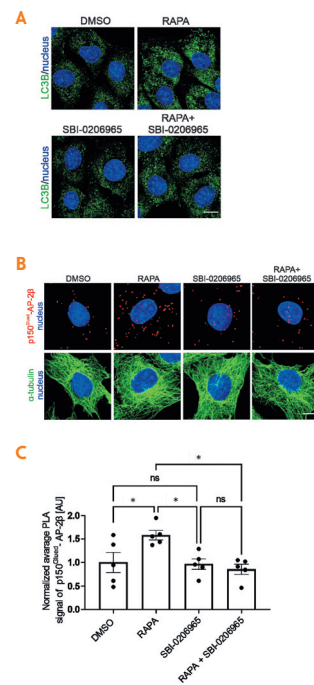 A
DMSO RAPA
LC3B/nucleus
SBI-0206965 RAPA+
SBI-0206965
LC3B/nucleus
B
DMSO RAPA SBI-0206965 RAPA+
SBI-0206965
p150Glued-AP-2β
nucleus
α-tubulin
nucleus
C
*
ns
* * ns
Normalized avarage PLA
signal of p150Glued- AP-2β [AU]
2.0
1.5
1.0
0.5
0.0
DMSO
RAPA
SBI-0206965
RAPA + SBI-0206965